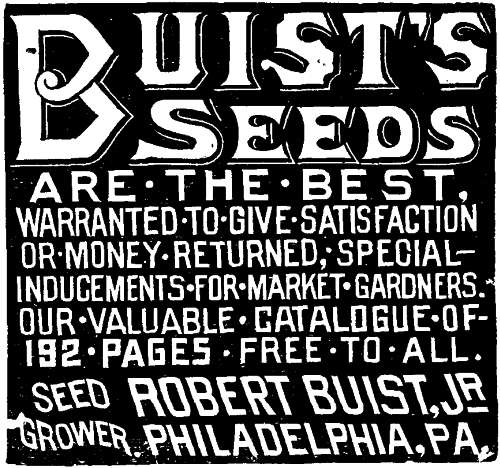 BUIST'S
SEEDS
ARE·THE·BEST,
WARRANTED·TO·GIVE·SATISFACTION
OR·MONEY·RETURNED,·SPECIAL—
INDUCEMENTS·FOR·MARKET·GARDNERS.
OUR·VALUABLE·CATALOGUE·OF-
192·PAGES·FREE·TO·ALL.
SEED GROWER. ROBERT BUIST, JR
PHILADELPHIA, PA.